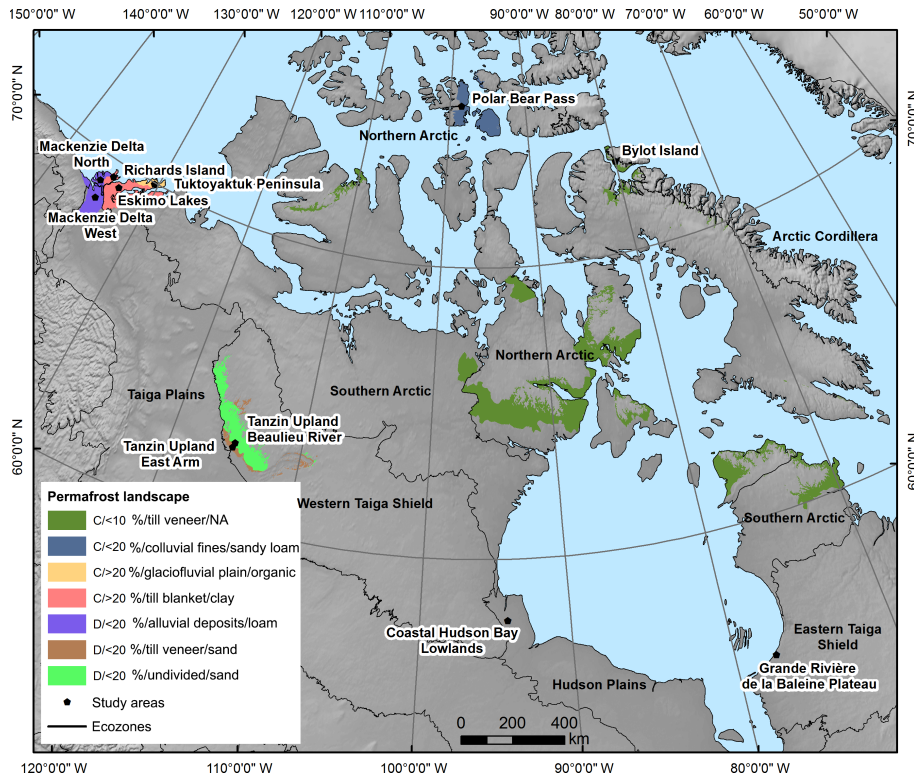 150°0'0" W 140°0'0" W 130°0'0" W 120°0'0" W 110°0'0" W 90°0'0" W 80°0'0" W 70°0'0" W 60°0'0" W 50°0'0" W
70°0'0" N
70°0'0" N
Polar Bear Pass
Northern Arctic
Bylot Island
Mackenzie Delta
North
Richards Island
Tuktoyaktuk Peninsula
Eskimo Lakes
Mackenzie Delta
West
Arctic Cordillera
Northern Arctic
Taiga Plains
Southern Arctic
Tanzin Upland
Beaulieu River
Tanzin Upland
East Arm
60°0'0" N
60°0'0" N
Western Taiga Shield
Southern Arctic
Permafrost landscape
C/<10 %/till veneer/NA
C/<20 %/colluvial fines/sandy loam
C/>20 %/glaciofluvial plain/organic
C/>20 %/till blanket/clay
D/<20 %/alluvial deposits/loam
D/<20 %/till veneer/sand
D/<20 %/undivided/sand
Study areas
Ecozones
Coastal Hudson Bay
Lowlands
Eastern Taiga
Shield
Grande Rivière
de la Baleine Plateau
Hudson Plains
0 200 400
km
120°0'0" W 110°0'0" W 100°0'0" W 90°0'0" W 80°0'0" W